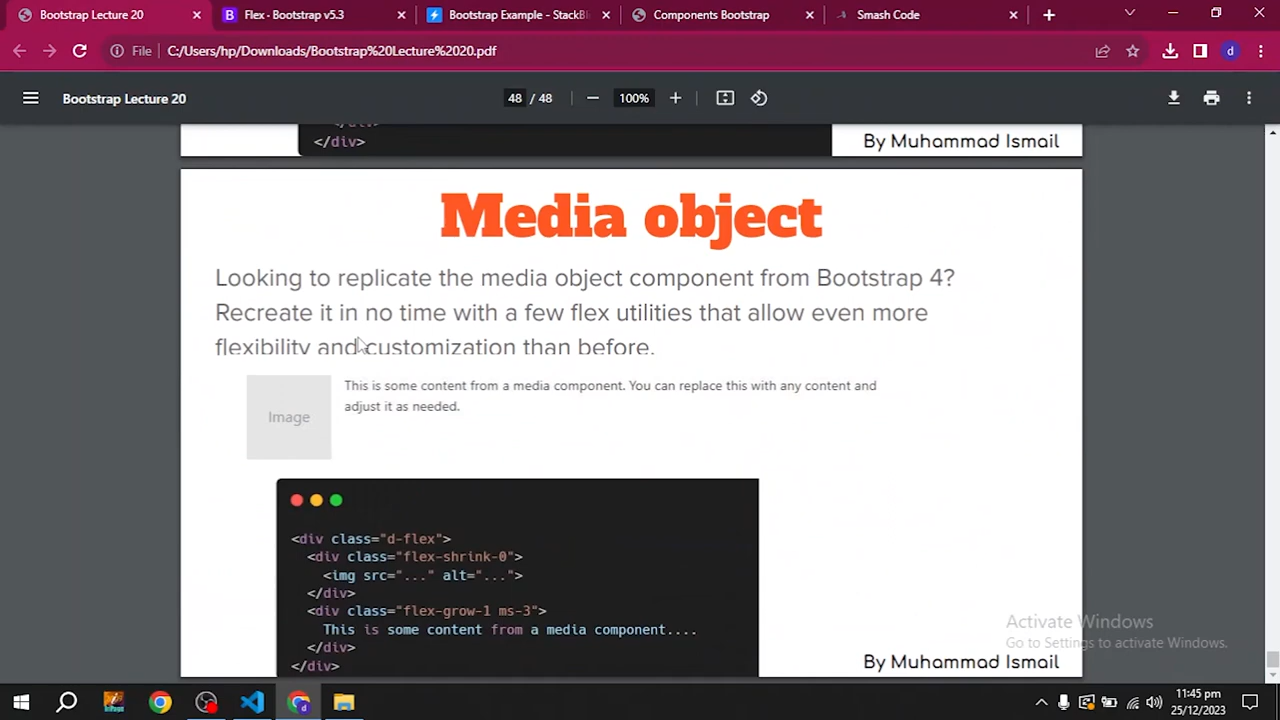 Bootstrap Lecture 20
Flex · Bootstrap v5.3
Bootstrap Example - StackBl
Components Bootstrap
Smash Code
File
C:/Users/hp/Downloads/Bootstrap%20Lecture%2020.pdf
d
Bootstrap Lecture 20
48 / 48
100%
</div>
By Muhammad Ismail
Media object
Looking to replicate the media object component from Bootstrap 4?
Recreate it in no time with a few flex utilities that allow even more
flexibility and customization than before.
Image
This is some content from a media component. You can replace this with any content and
adjust it as needed.
<div class="d-flex">
<div class="flex-shrink-0">
<img src="..." alt="...">
</div>
<div class="flex-grow-1 ms-3">
This is some content from a media component....
</div>
</div>
Activate Windows
Go to Settings to activate Windows.
By Muhammad Ismail
11:45 pm
25/12/2023